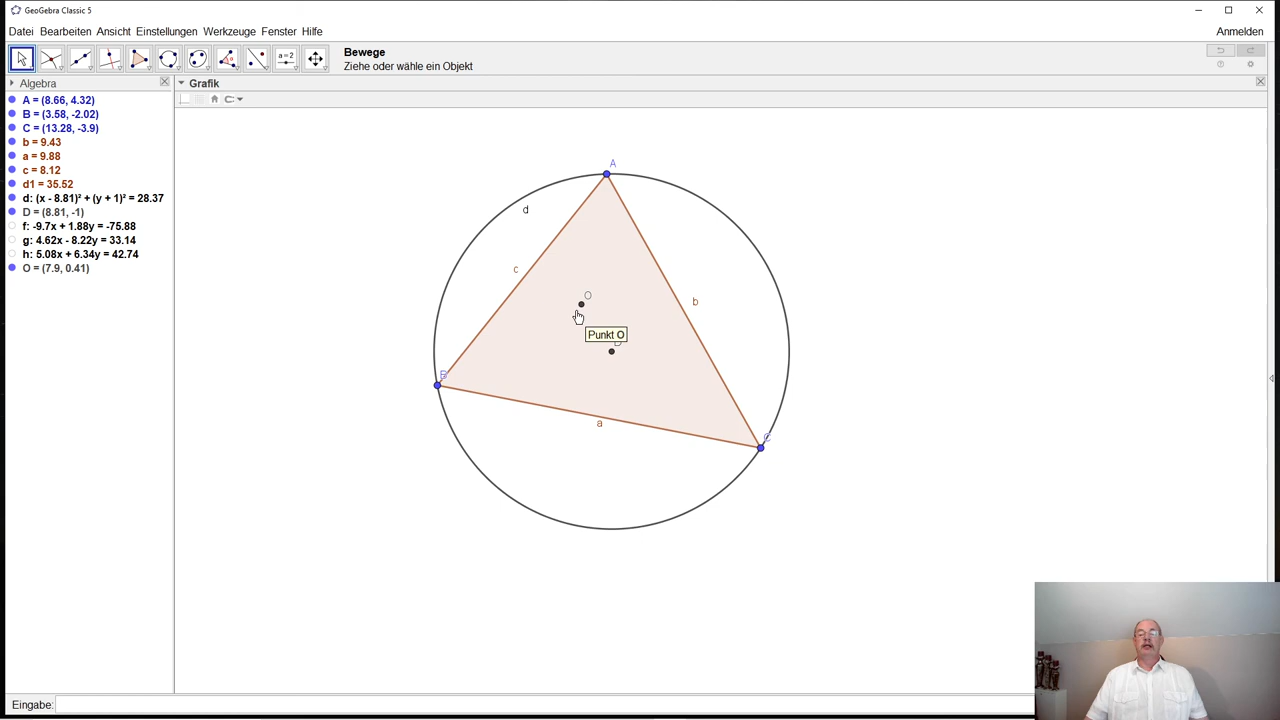 GeoGebra Classic 5
Datei Bearbeiten Ansicht Einstellungen Werkzeuge Fenster Hilfe
Anmelden
a=2
Bewege
Ziehe oder wähle ein Objekt
Algebra
Grafik
A = (8.66, 4.32)
B = (3.58, -2.02)
C = (13.28, -3.9)
b = 9.43
a = 9.88
c = 8.12
d1 = 35.52
d: (x - 8.81)² + (y + 1)² = 28.37
D = (8.81, -1)
f: -9.7x + 1.88y = -75.88
g: 4.62x - 8.22y = 33.14
h: 5.08x + 6.34y = 42.74
O = (7.9, 0.41)
A
d
c
O
b
Punkt O
B
a
C
Eingabe: